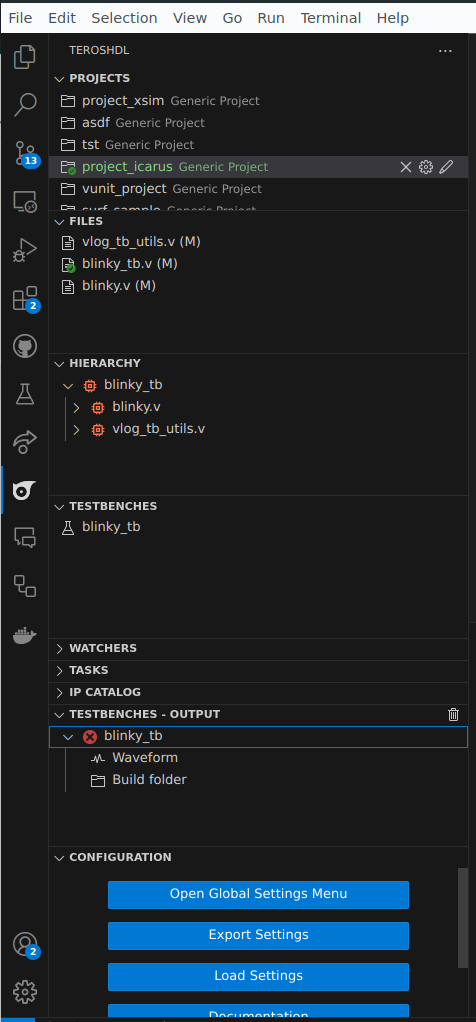 File Edit Selection View Go Run Terminal Help
TEROSHDL
PROJECTS
project_xsim Generic Project
asdf Generic Project
tst Generic Project
13
project_icarus Generic Project
vunit_project Generic Project
surf_sample Generic Project
FILES
vlog_tb_utils.v (M)
blinky_tb.v (M)
blinky.v (M)
2
HIERARCHY
blinky_tb
blinky.v
vlog_tb_utils.v
TESTBENCHES
blinky_tb
WATCHERS
TASKS
IP CATALOG
TESTBENCHES - OUTPUT
blinky_tb
Waveform
Build folder
CONFIGURATION
Open Global Settings Menu
Export Settings
2
Load Settings
Documentation